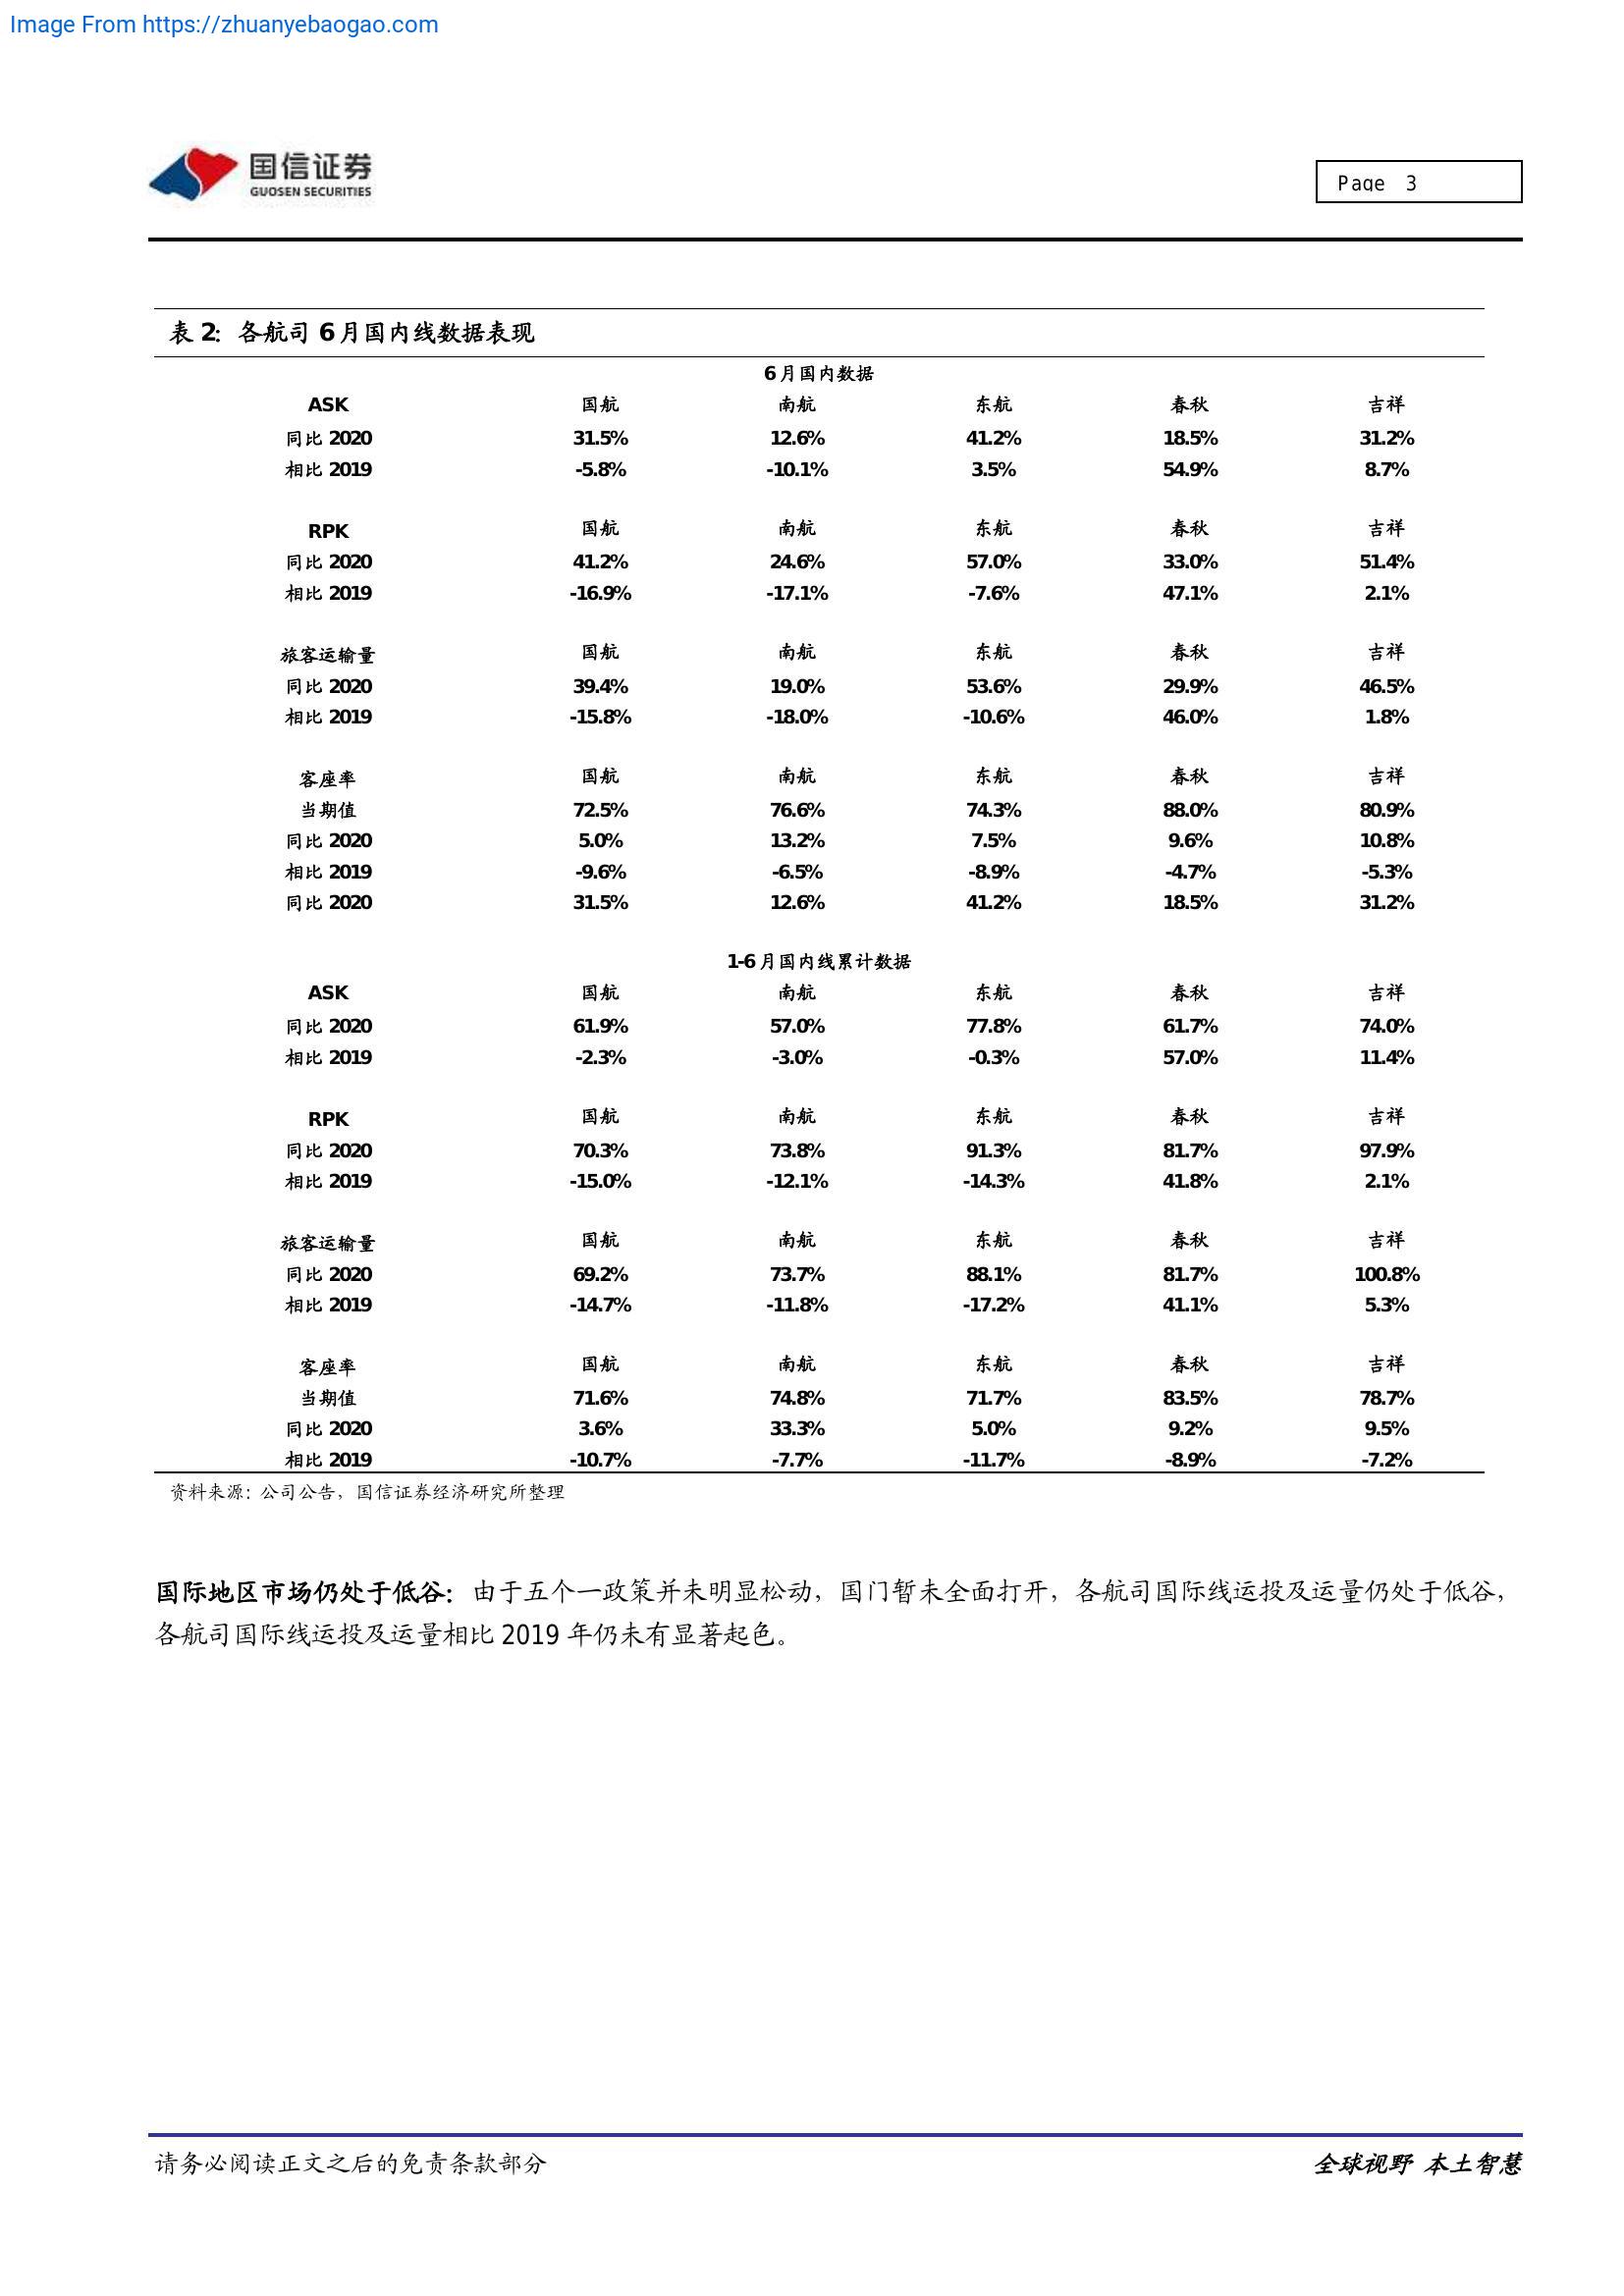 Image From https://zhuanyebaogao.com
国信证券
GUOSEN SECURITIES
Page 3
表 2: 各航司 6 月国内线数据表现
6 月国内数据
ASK 国航 南航 东航 春秋 吉祥
同比 2020 31.5% 12.6% 41.2% 18.5% 31.2%
相比 2019 -5.8% -10.1% 3.5% 54.9% 8.7%
RPK 国航 南航 东航 春秋 吉祥
同比 2020 41.2% 24.6% 57.0% 33.0% 51.4%
相比 2019 -16.9% -17.1% -7.6% 47.1% 2.1%
旅客运输量 国航 南航 东航 春秋 吉祥
同比 2020 39.4% 19.0% 53.6% 29.9% 46.5%
相比 2019 -15.8% -18.0% -10.6% 46.0% 1.8%
客座率 国航 南航 东航 春秋 吉祥
当期值 72.5% 76.6% 74.3% 88.0% 80.9%
同比 2020 5.0% 13.2% 7.5% 9.6% 10.8%
相比 2019 -9.6% -6.5% -8.9% -4.7% -5.3%
同比 2020 31.5% 12.6% 41.2% 18.5% 31.2%
1-6 月国内线累计数据
ASK 国航 南航 东航 春秋 吉祥
同比 2020 61.9% 57.0% 77.8% 61.7% 74.0%
相比 2019 -2.3% -3.0% -0.3% 57.0% 11.4%
RPK 国航 南航 东航 春秋 吉祥
同比 2020 70.3% 73.8% 91.3% 81.7% 97.9%
相比 2019 -15.0% -12.1% -14.3% 41.8% 2.1%
旅客运输量 国航 南航 东航 春秋 吉祥
同比 2020 69.2% 73.7% 88.1% 81.7% 100.8%
相比 2019 -14.7% -11.8% -17.2% 41.1% 5.3%
客座率 国航 南航 东航 春秋 吉祥
当期值 71.6% 74.8% 71.7% 83.5% 78.7%
同比 2020 3.6% 33.3% 5.0% 9.2% 9.5%
相比 2019 -10.7% -7.7% -11.7% -8.9% -7.2%
资料来源: 公司公告, 国信证券经济研究所整理
国际地区市场仍处于低谷: 由于五个一政策并未明显松动, 国门暂未全面打开, 各航司国际线运投及运量仍处于低谷,
各航司国际线运投及运量相比 2019 年仍未有显著起色。
请务必阅读正文之后的免责条款部分
全球视野 本土智慧